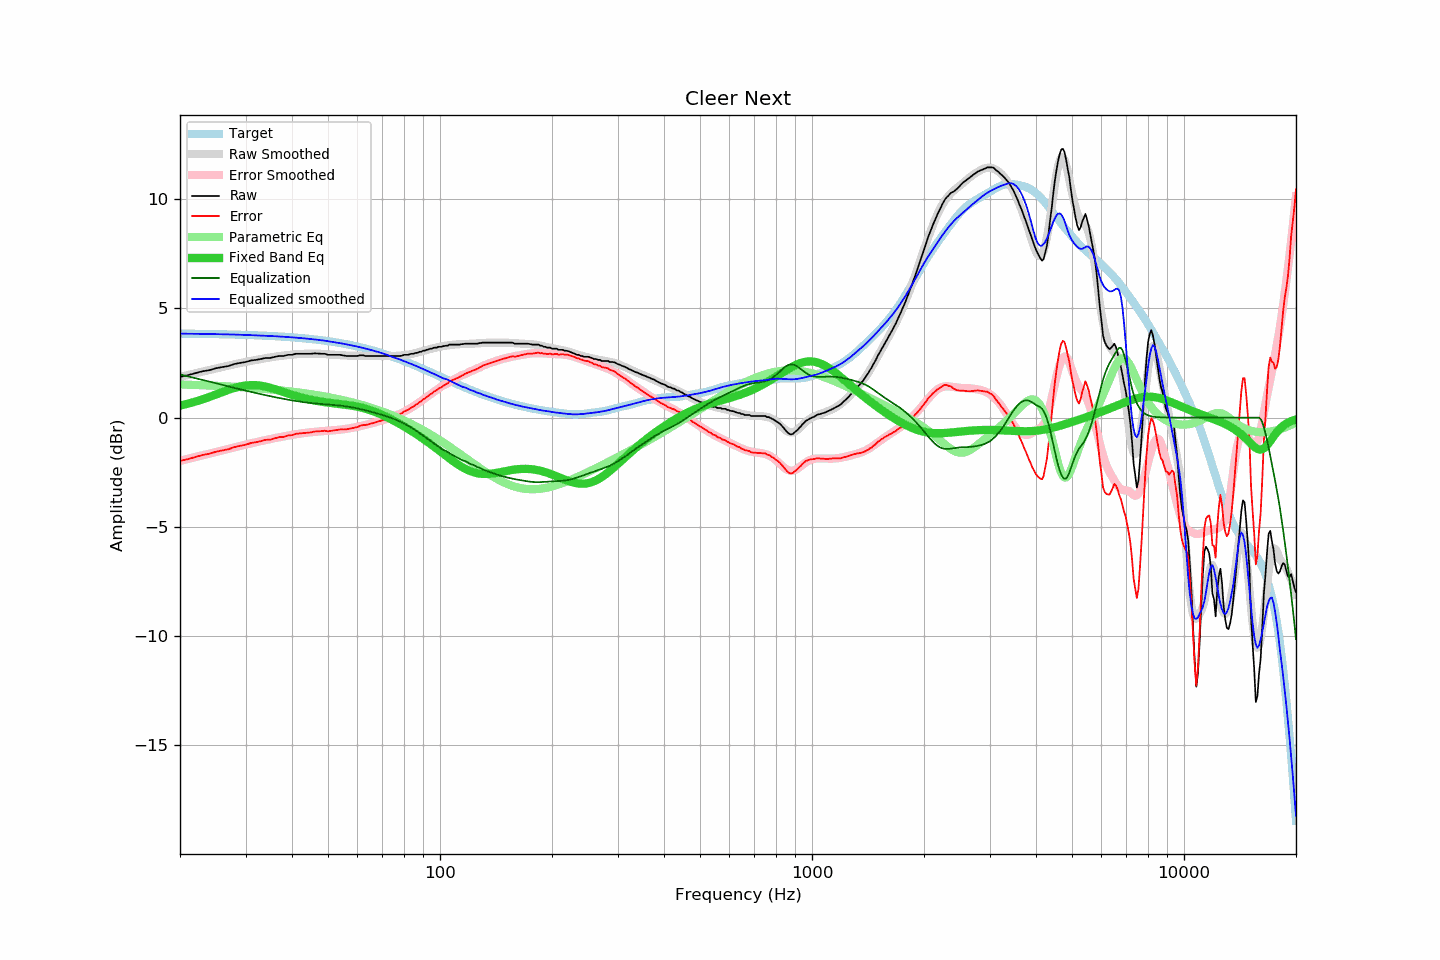 Cleer Next
Target
Raw Smoothed
Error Smoothed
Raw
Error
Parametric Eq
Fixed Band Eq
Equalization
Equalized smoothed
10
5
0
−5
−10
−15
Amplitude (dBr)
100
1000
10000
Frequency (Hz)